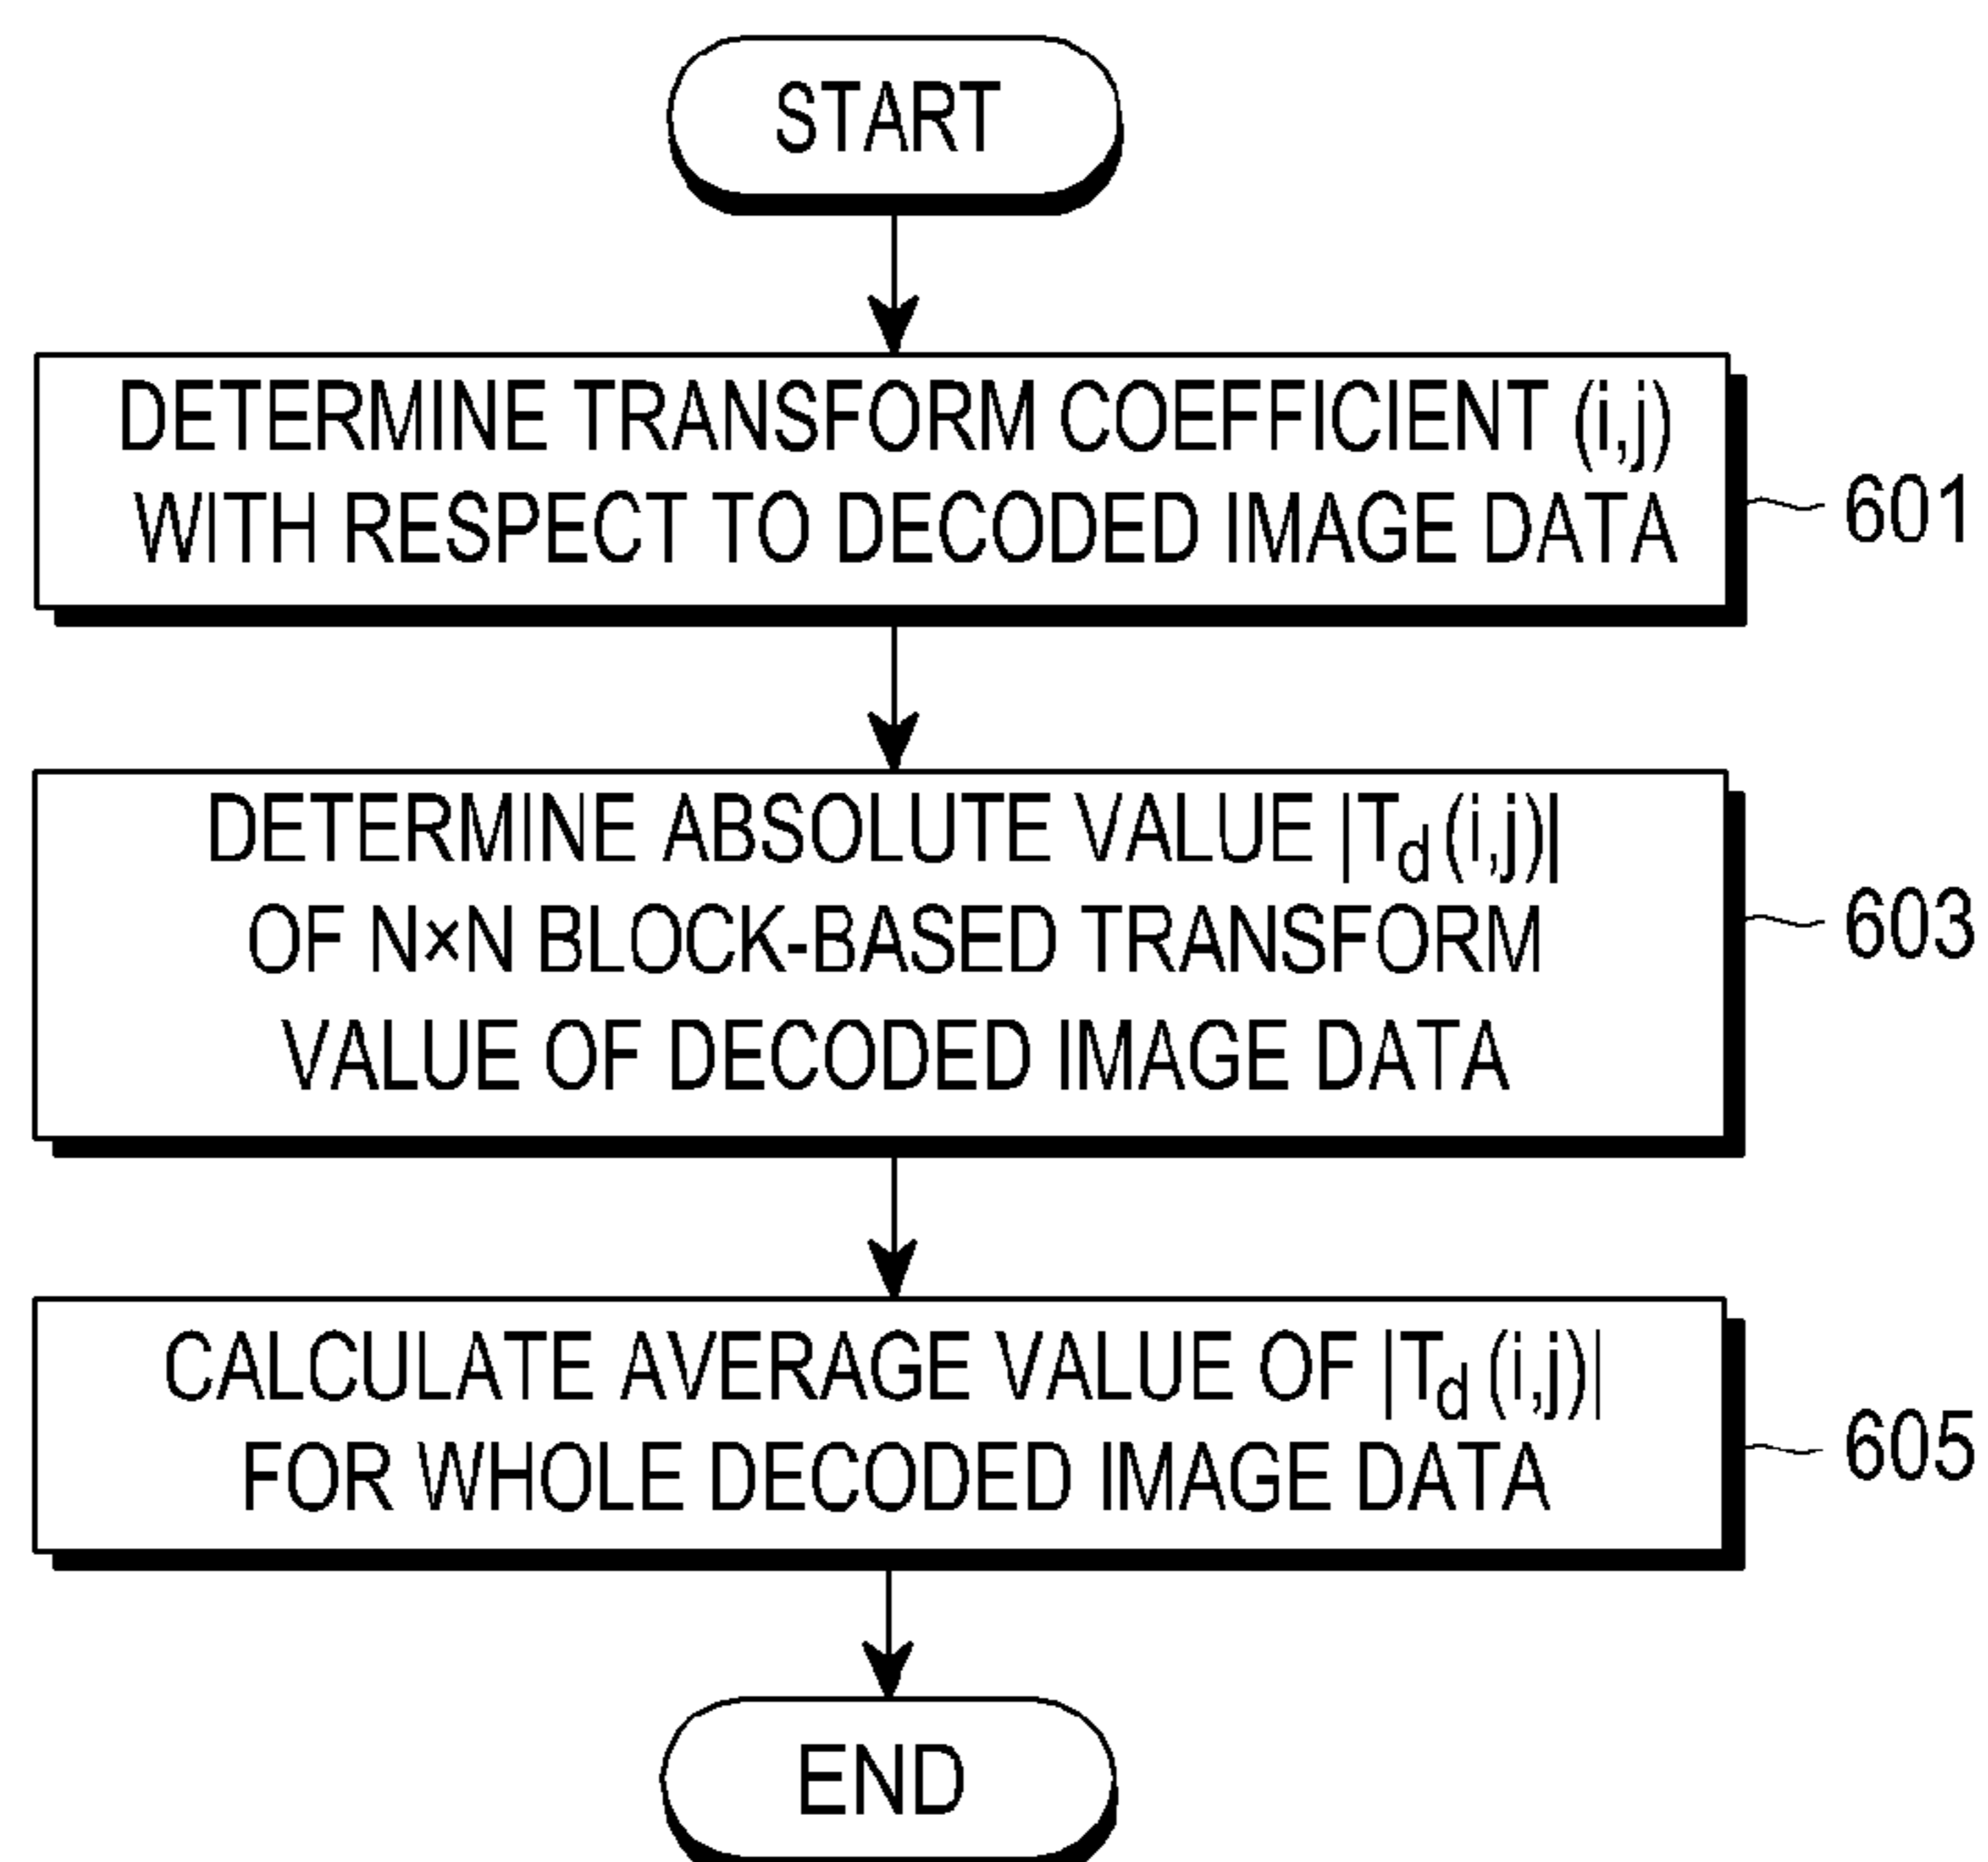 START
DETERMINE TRANSFORM COEFFICIENT (i,j)
WITH RESPECT TO DECODED IMAGE DATA
601
DETERMINE ABSOLUTE VALUE |Td(i,j)|
OF N×N BLOCK-BASED TRANSFORM
VALUE OF DECODED IMAGE DATA
603
CALCULATE AVERAGE VALUE OF |Td(i,j)|
FOR WHOLE DECODED IMAGE DATA
605
END